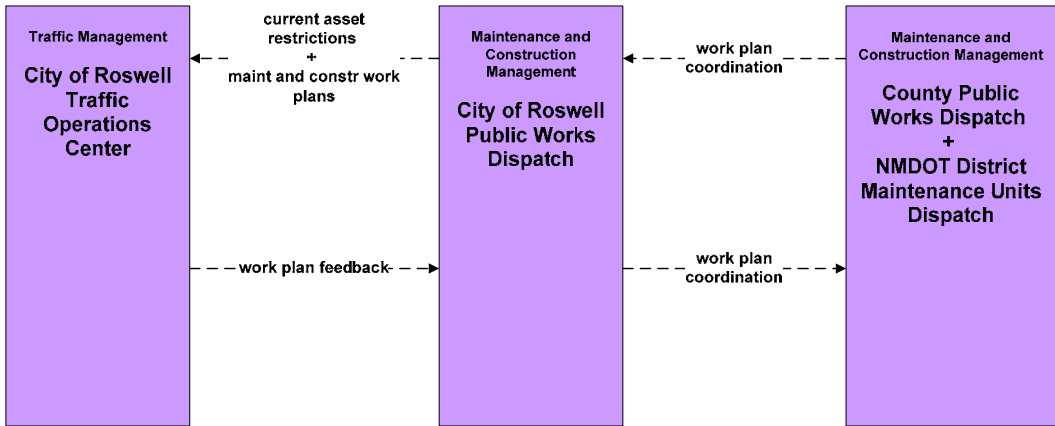 Traffic Management
City of Roswell
Traffic
Operations
Center
current asset
restrictions
+
maint and constr work
plans
work plan feedback
Maintenance and
Construction
Management
City of Roswell
Public Works
Dispatch
work plan
coordination
work plan
coordination
Maintenance and
Construction Management
County Public
Works Dispatch
+
NMDOT District
Maintenance Units
Dispatch